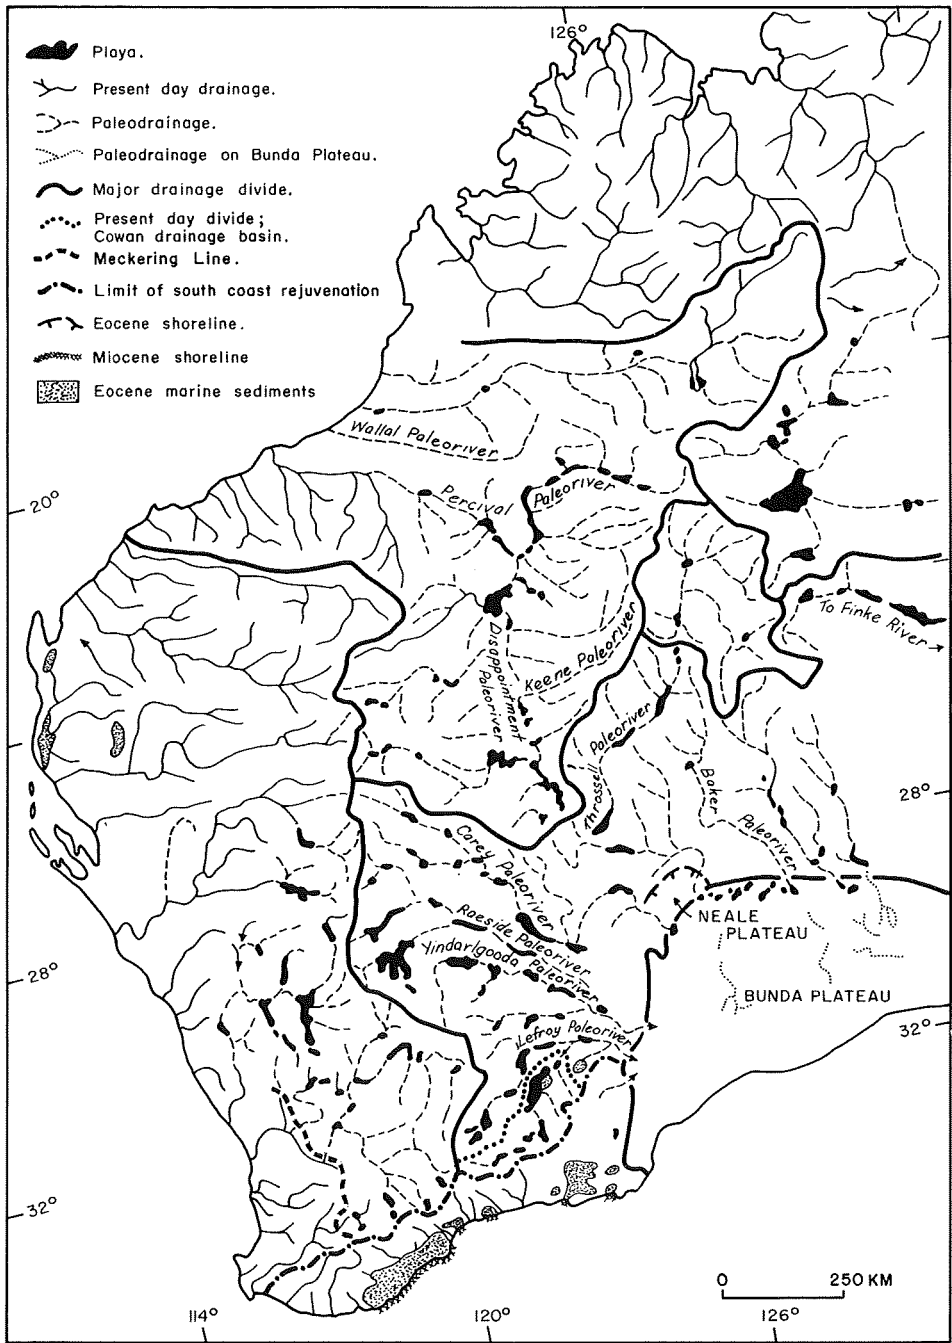 126°
Playa.
Present day drainage.
Paleodrainage.
Paleodrainage on Bunda Plateau.
Major drainage divide.
Present day divide;
Cowan drainage basin.
Meckering Line.
Limit of south coast rejuvenation
Eocene shoreline.
Miocene shoreline
Eocene marine sediments
Wallal Paleoriver
20°
Percival Paleoriver
To Finke River
Disappointment
Paleoriver
Keene Paleoriver
Throssell Paleoriver
Baker Paleoriver
28°
Carey Paleoriver
NEALE
PLATEAU
Raeside Paleoriver
Yindarlgooda Paleoriver
28°
BUNDA PLATEAU
Lefroy Paleoriver
32°
32°
0 250 KM
114°
120°
126°